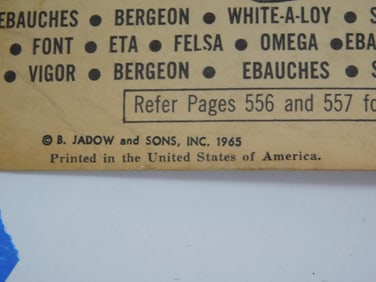 EBAUCHES ● BERGEON ● WHITE-A-LOY ● S
● FONT ● ETA ● FELSA ● OMEGA ● EBA
● VIGOR ● BERGEON ● EBAUCHES ● S
Refer Pages 556 and 557 fo
© B. JADOW and SONS, INC. 1965
Printed in the United States of America.